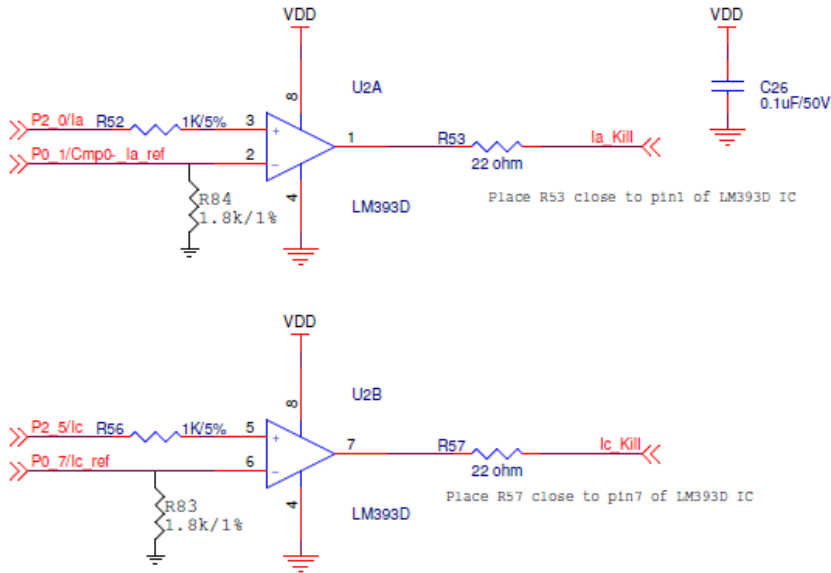 VDD
VDD
8
U2A
C26
0.1uF/50V
P2_0/Ia
R52
1K/5%
3
+
1
R53
Ia_Kill
P0_1/Cmp0-_Ia_ref
2
-
22 ohm
R84
1.8k/1%
4
LM393D
Place R53 close to pin1 of LM393D IC
VDD
8
U2B
P2_5/Ic
R56
1K/5%
5
+
7
R57
Ic_Kill
P0_7/Ic_ref
6
-
22 ohm
R83
1.8k/1%
4
LM393D
Place R57 close to pin7 of LM393D IC